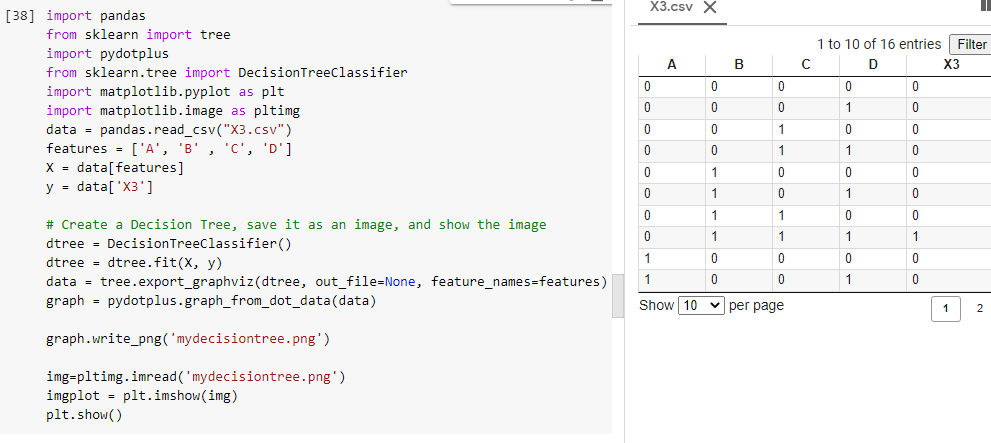 [38] import pandas
from sklearn import tree
import pydotplus
from sklearn.tree import DecisionTreeClassifier
import matplotlib.pyplot as plt
import matplotlib.image as pltimg
data = pandas.read_csv("X3.csv")
features = ['A', 'B' , 'C', 'D']
X = data[features]
y = data['X3']
# Create a Decision Tree, save it as an image, and show the image
dtree = DecisionTreeClassifier()
dtree = dtree.fit(X, y)
data = tree.export_graphviz(dtree, out_file=None, feature_names=features)
graph = pydotplus.graph_from_dot_data(data)
graph.write_png('mydecisiontree.png')
img=pltimg.imread('mydecisiontree.png')
imgplot = plt.imshow(img)
plt.show()
X3.csv X
1 to 10 of 16 entries Filter
A B C D X3
0 0 0 0 0
0 0 0 1 0
0 0 1 0 0
0 0 1 1 0
0 1 0 0 0
0 1 0 1 0
0 1 1 0 0
0 1 1 1 1
1 0 0 0 0
1 0 0 1 0
Show 10 per page 1 2